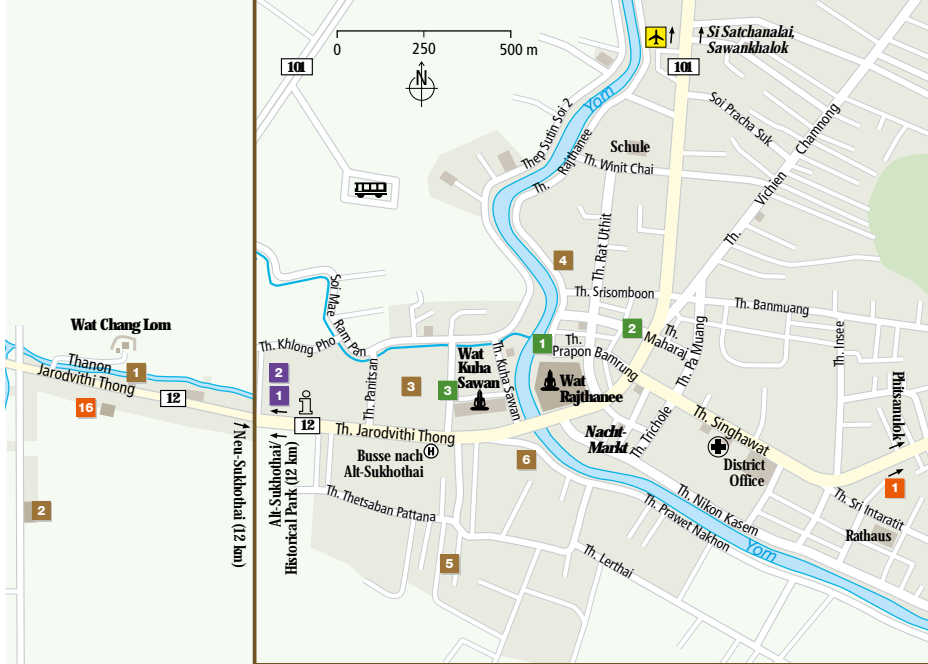 0 250 500 m
N
101
Si Satchanalai,
Sawankhalok
101
Yom
Thep Sutin Soi 2
Th. Rajthanee
Schule
Th. Winit Chai
Soi Pracha Suk
Th. Vichien Chamnong
Th. Rat Uthit
4
Th. Srisomboon
Th. Banmuang
Soi Mae Ram Pan
Wat Chang Lom
Thanon
Jarodvithi Thong
1
12
16
2
Th. Khlong Pho
2
1
12
Th. Panitsan
3
3
Wat
Kuha
Sawan
Th. Kuha Sawan
1
Th.
Prapon Bamrung
2
Th.
Maharaj
Th. Pa Muang
Th. Insee
Wat
Rajthanee
Th. Jarodvithi Thong
H
Busse nach
Alt-Sukhothai
Nacht-
Markt
Th. Trichole
Th. Singhawat
Phitsanulok
1
District
Office
Th. Sri Intaratit
Rathaus
6
Th. Nikon Kasem
Th. Prawet Nakhon
Yom
Th. Thetsaban Pattana
Th. Lerthai
5
Neu-Sukhothai (12 km)
Alt-Sukhothai/
Historical Park (12 km)